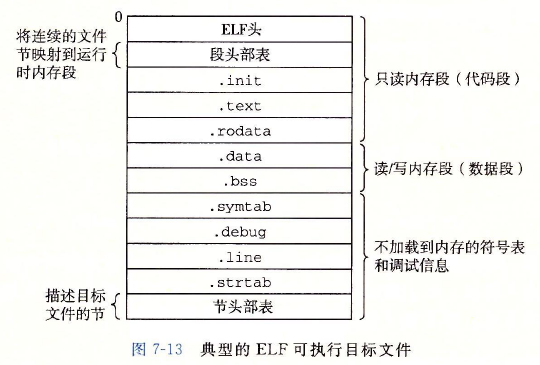 0
将连续的文件
节映射到运行
时内存段
ELF头
段头部表
.init
.text
.rodata
只读内存段（代码段）
.data
.bss
读/写内存段（数据段）
.symtab
.debug
.line
.strtab
不加载到内存的符号表
和调试信息
描述目标
文件的节
节头部表
图 7-13 典型的 ELF 可执行目标文件